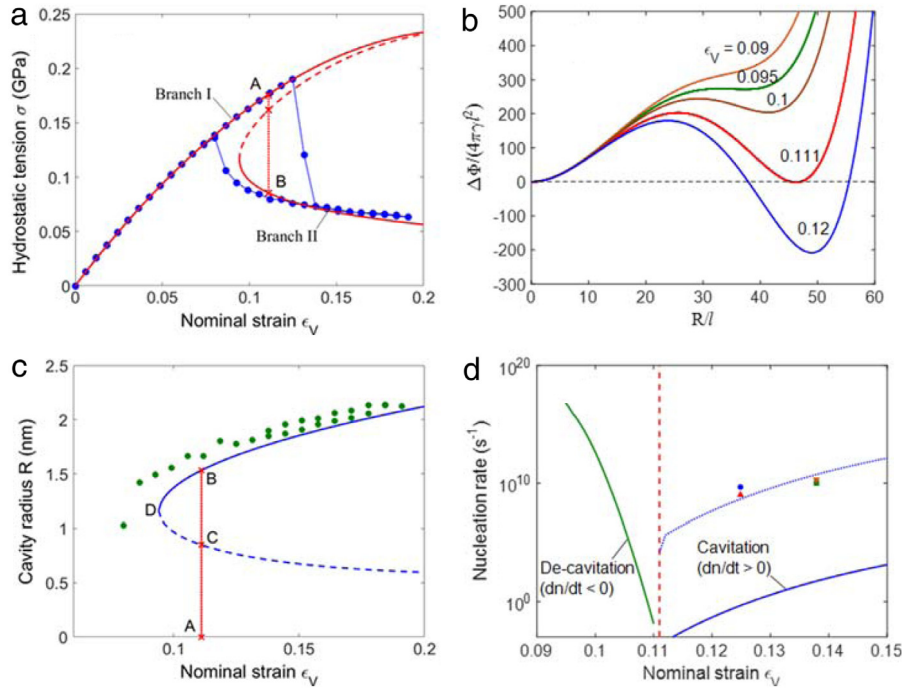 a
Hydrostatic tension σ (GPa)
0.25
0.2
0.15
0.1
0.05
0
0
0.05
0.1
0.15
0.2
Nominal strain ϵV
Branch I
A
B
Branch II
b
ΔΦ/(4πγl²)
500
400
300
200
100
0
-100
-200
-300
0
10
20
30
40
50
60
R/l
ϵV = 0.09
0.095
0.1
0.111
0.12
c
Cavity radius R (nm)
2.5
2
1.5
1
0.5
0
0.1
0.15
0.2
Nominal strain ϵV
D
B
C
A
d
Nucleation rate (s⁻¹)
10²⁰
10¹⁰
10⁰
0.09
0.1
0.11
0.12
0.13
0.14
0.15
Nominal strain ϵV
De-cavitation
(dn/dt < 0)
Cavitation
(dn/dt > 0)